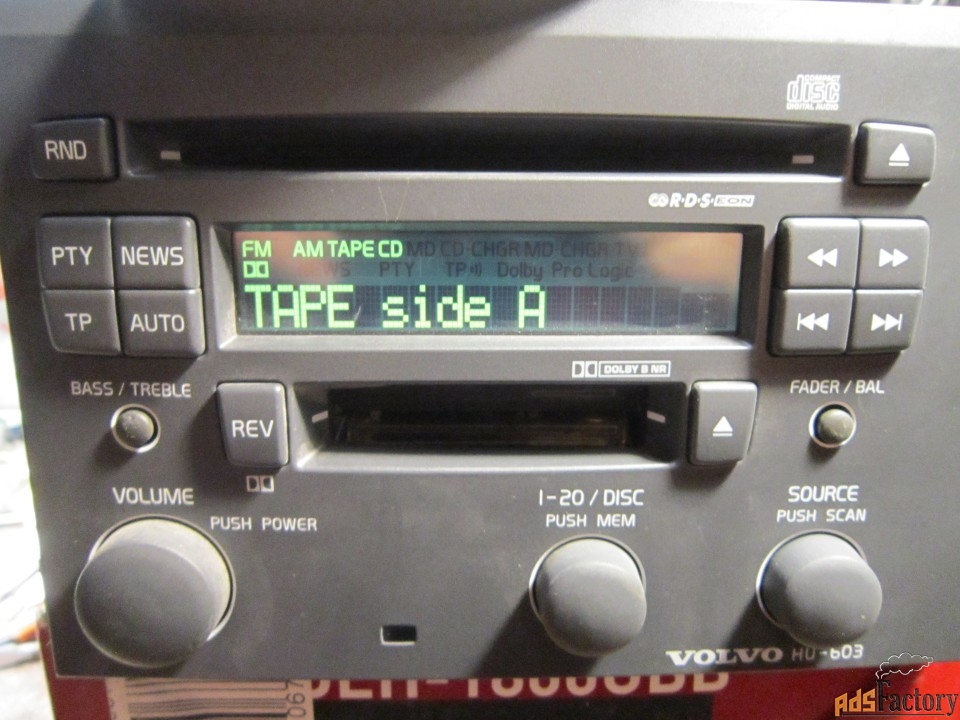 COMPACT
disc
DIGITAL AUDIO
RND
R·D·S·EON
PTY NEWS
TP AUTO
FM AM TAPE CD MD CD-CHGR MD-CHGR TV
NEWS PTY TP Dolby Pro Logic
TAPE side A
DOLBY B NR
BASS / TREBLE
FADER / BAL
REV
VOLUME
PUSH POWER
1-20 / DISC
PUSH MEM
SOURCE
PUSH SCAN
VOLVO HU-603
AdsFactory